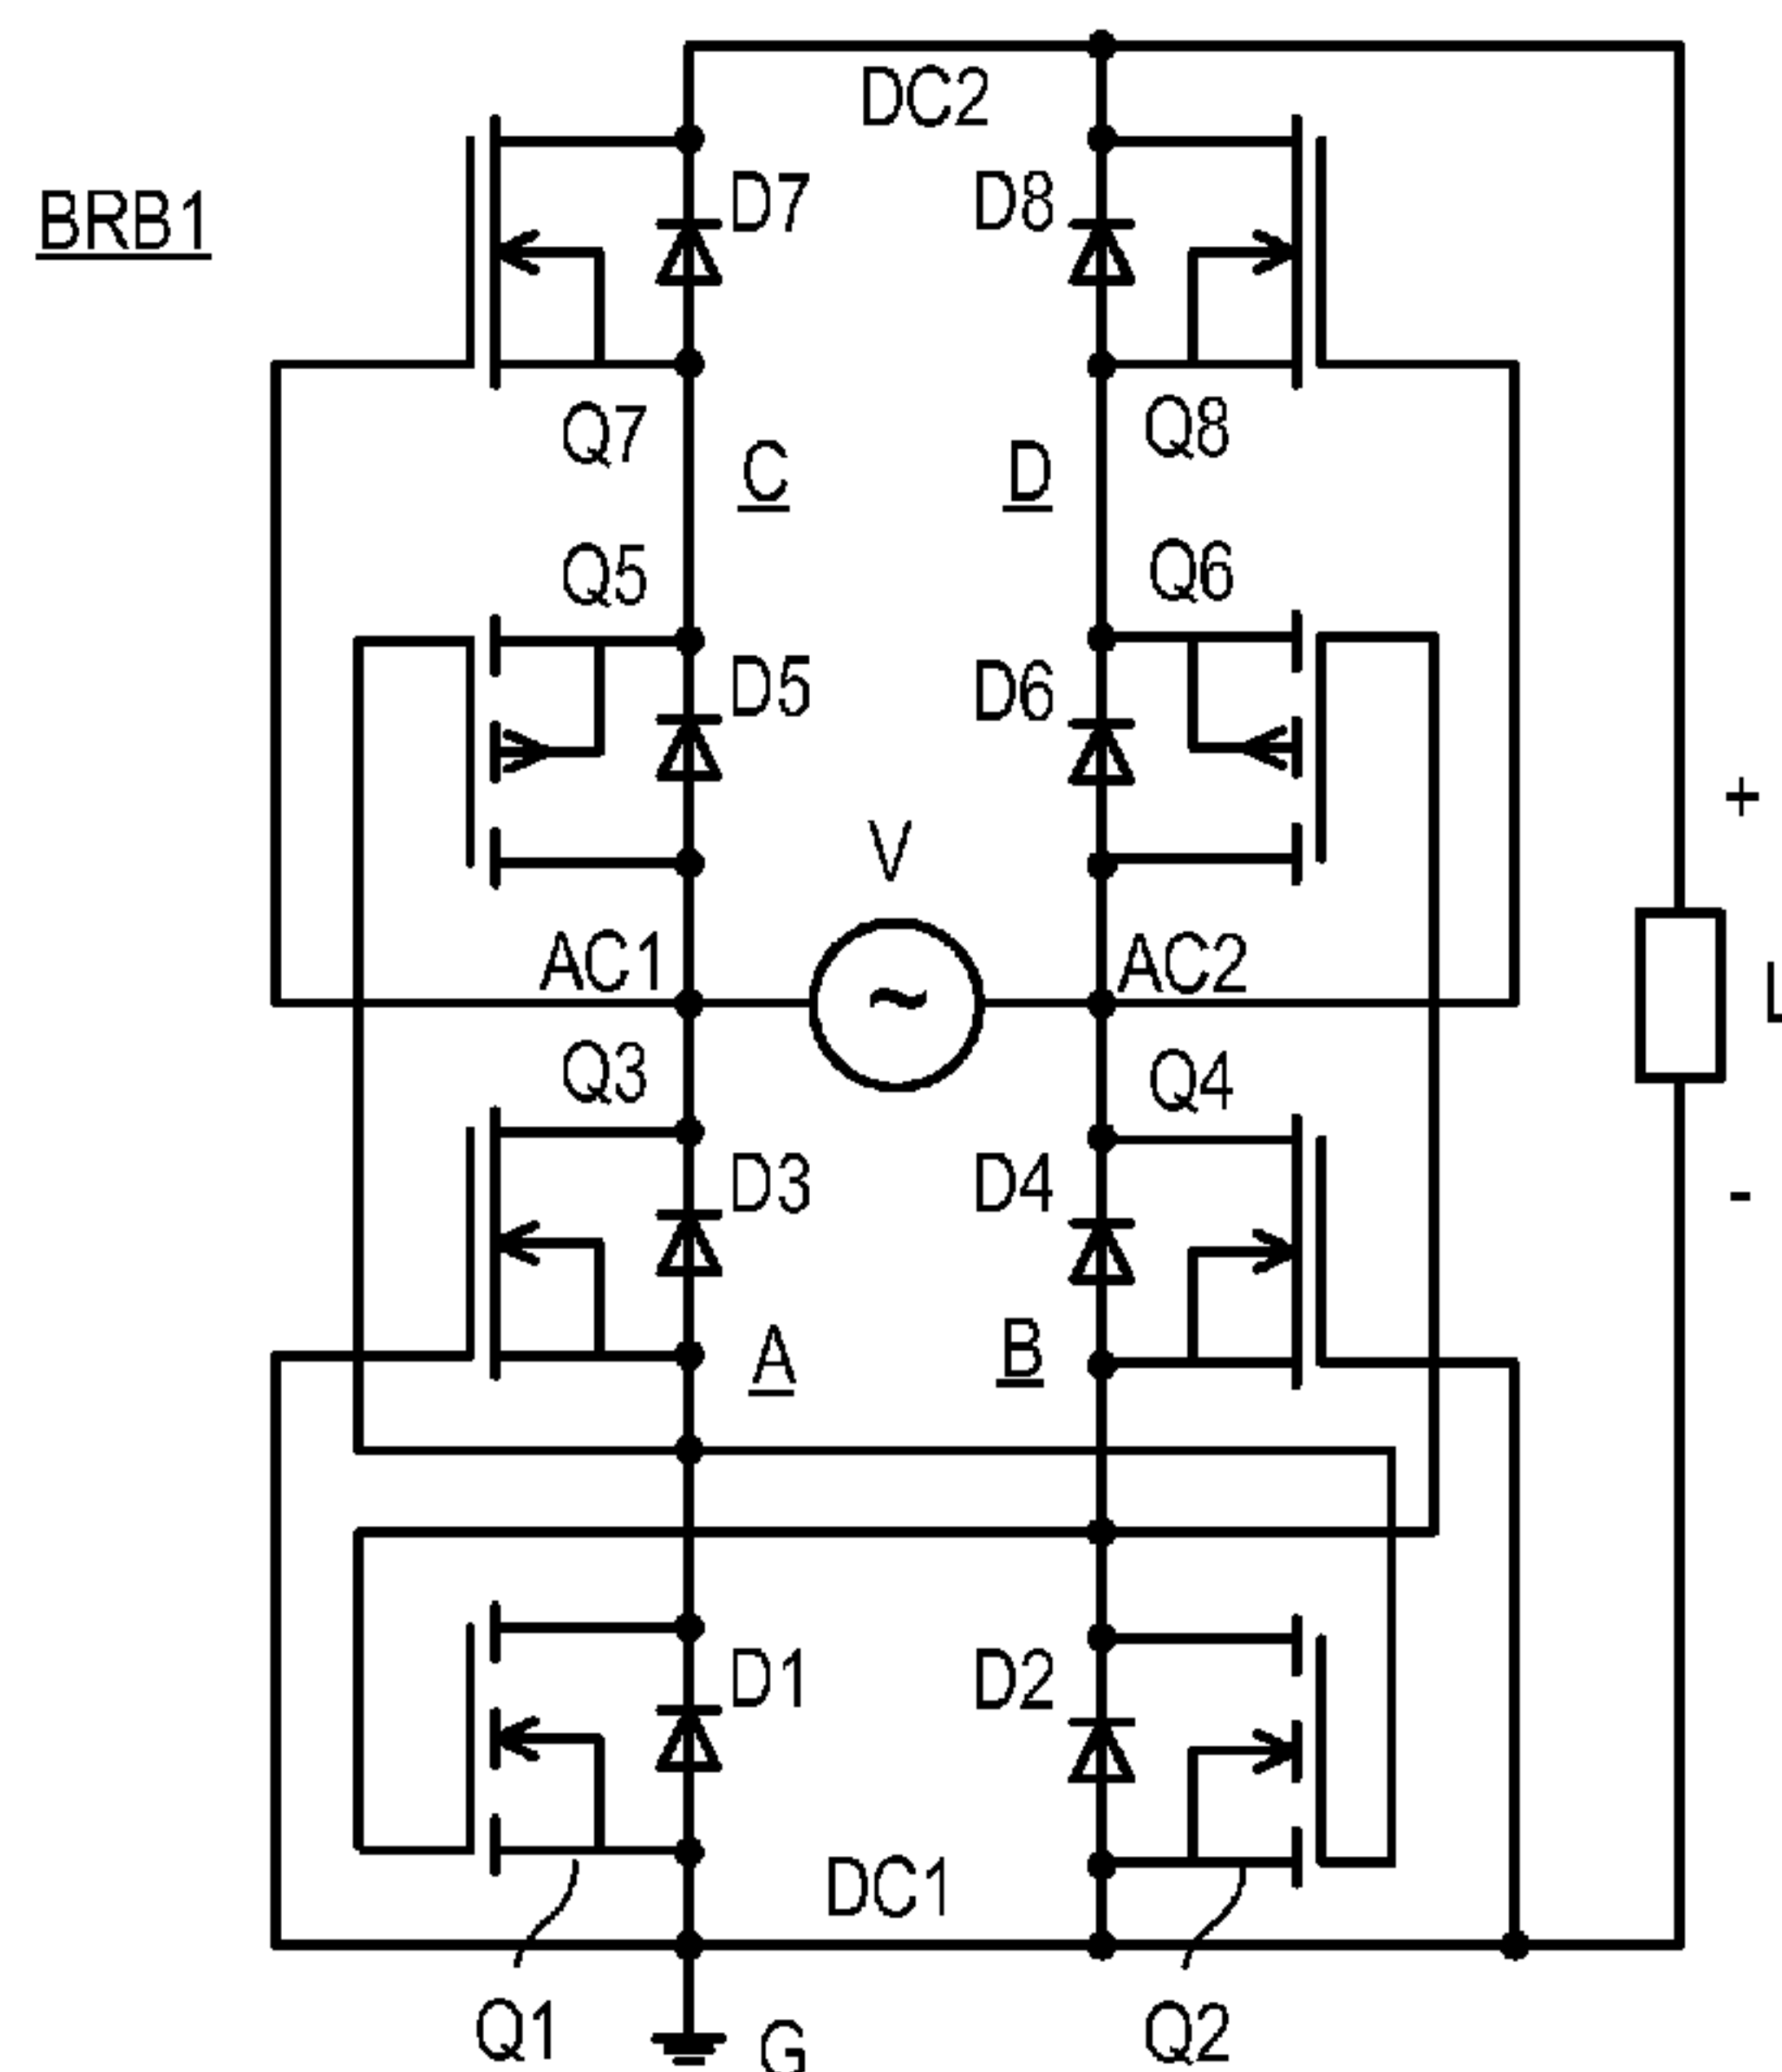 DC2
BRB1
D7
D8
Q7
Q8
C
D
Q5
Q6
D5
D6
+
V
~
AC1
AC2
L
Q3
Q4
D3
D4
-
A
B
D1
D2
DC1
Q1
G
Q2